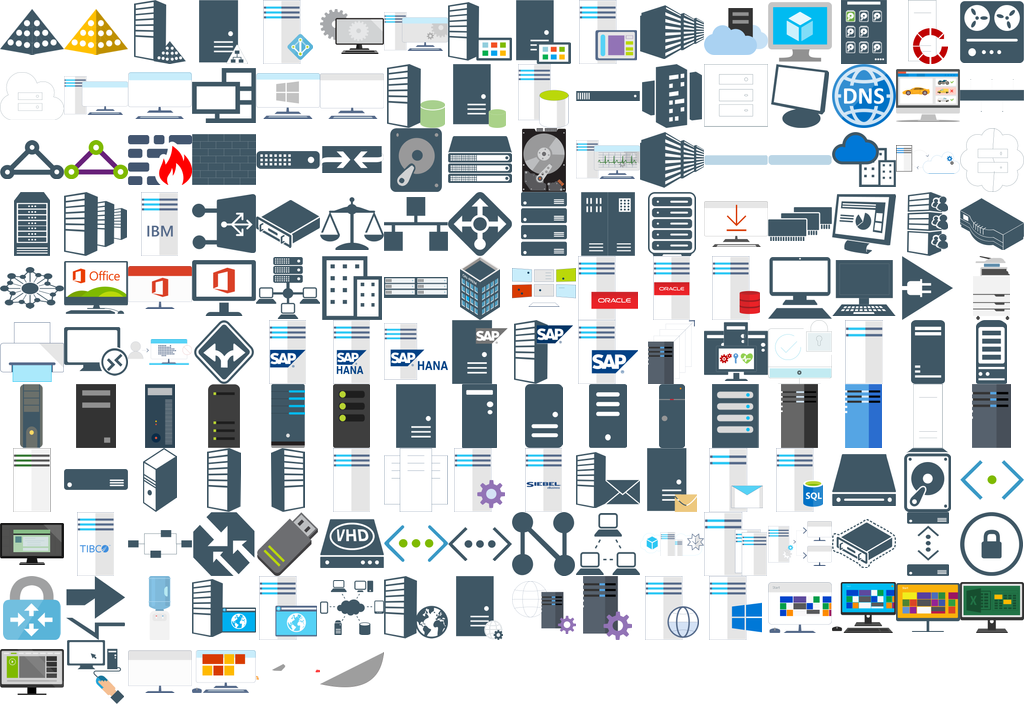 DNS
IBM
Office
ORACLE
ORACLE
SAP
SAP
HANA
SAP HANA
SAP
SAP
SAP
SIEBEL
SQL
TIBCO
VHD